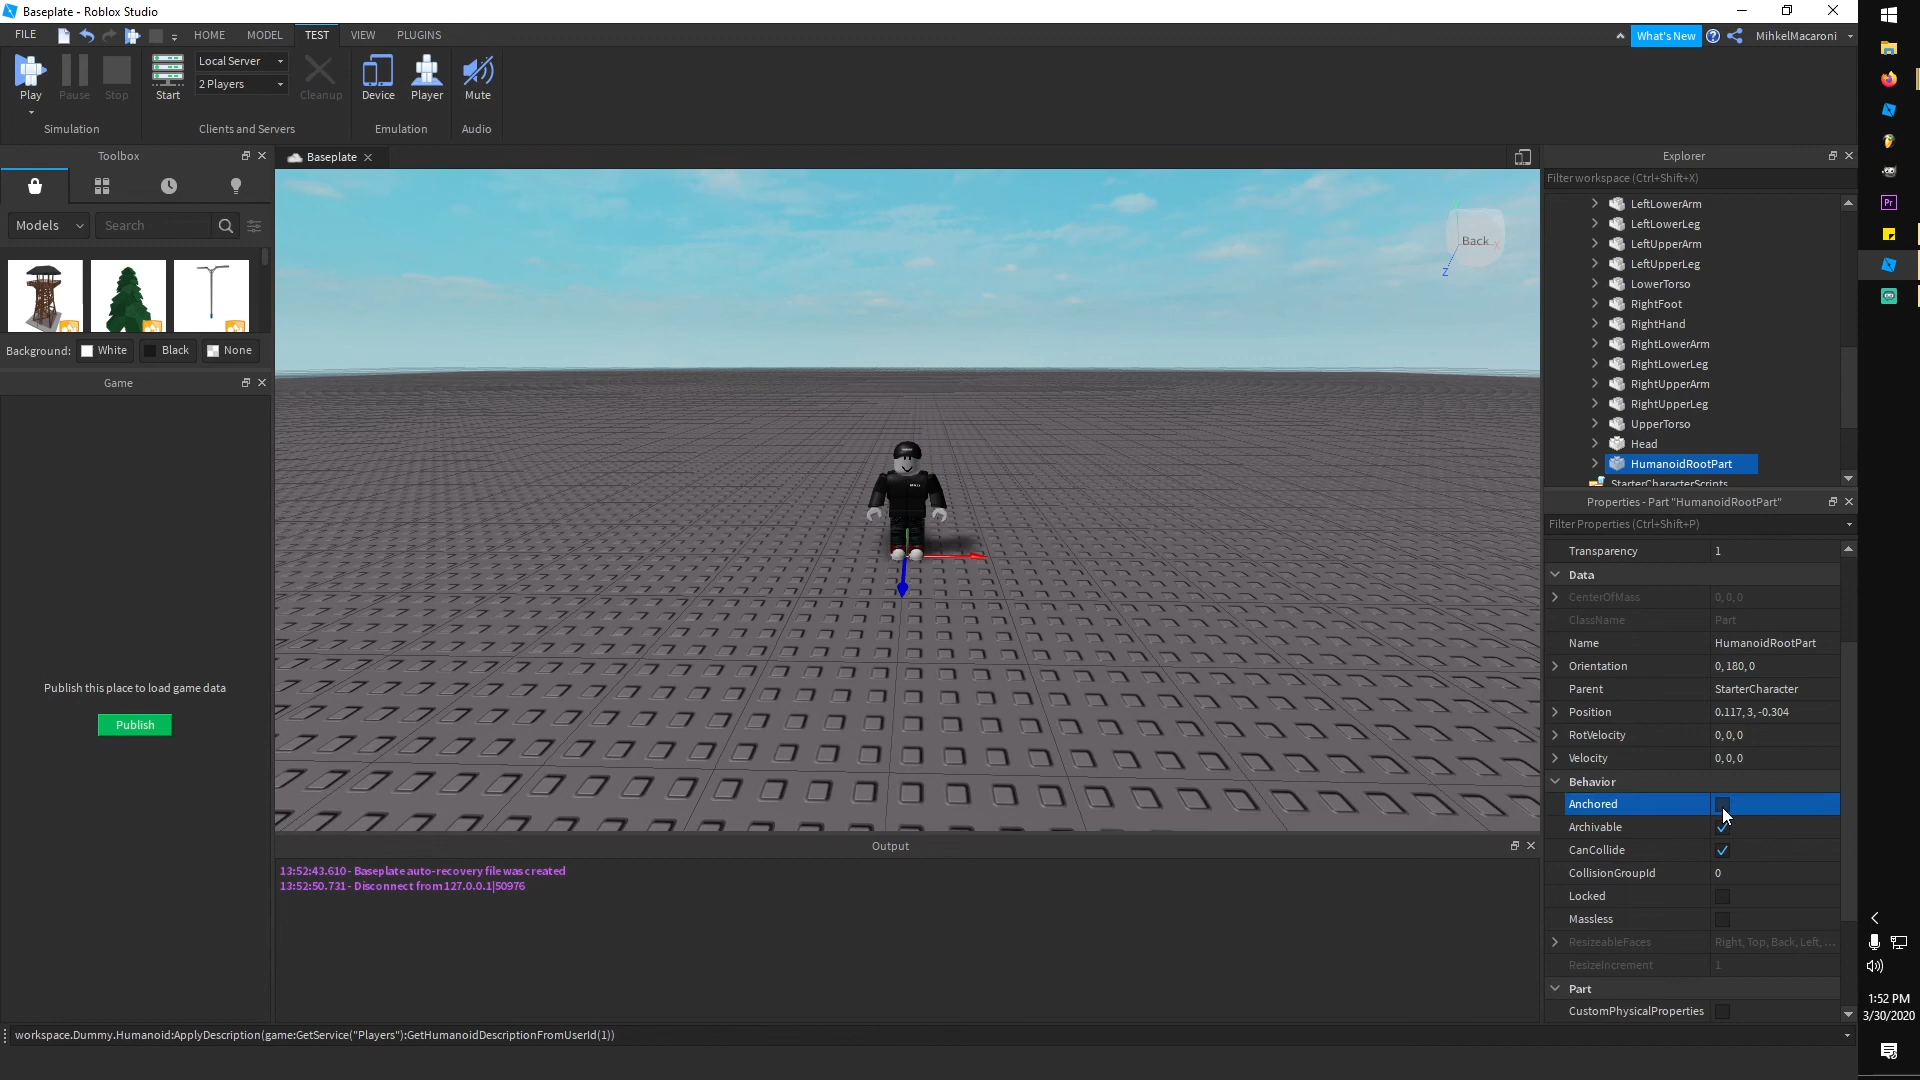 Baseplate - Roblox Studio
FILE
HOME
MODEL
TEST
VIEW
PLUGINS
What's New
MihkelMacaroni
Play
Pause
Stop
Simulation
Start
Local Server
2 Players
Cleanup
Clients and Servers
Device
Player
Emulation
Mute
Audio
Toolbox
Models
Search
Background:
White
Black
None
Game
Publish this place to load game data
Publish
Baseplate
Back
X
Z
Output
13:52:43.610 - Baseplate auto-recovery file was created
13:52:50.731 - Disconnect from 127.0.0.1|50976
workspace.Dummy.Humanoid:ApplyDescription(game:GetService("Players"):GetHumanoidDescriptionFromUserId(1))
Explorer
Filter workspace (Ctrl+Shift+X)
LeftLowerArm
LeftLowerLeg
LeftUpperArm
LeftUpperLeg
LowerTorso
RightFoot
RightHand
RightLowerArm
RightLowerLeg
RightUpperArm
RightUpperLeg
UpperTorso
Head
HumanoidRootPart
StarterCharacterScripts
Properties - Part "HumanoidRootPart"
Filter Properties (Ctrl+Shift+P)
Transparency 1
Data
CenterOfMass 0, 0, 0
ClassName Part
Name HumanoidRootPart
Orientation 0, 180, 0
Parent StarterCharacter
Position 0.117, 3, -0.304
RotVelocity 0, 0, 0
Velocity 0, 0, 0
Behavior
Anchored
Archivable
CanCollide
CollisionGroupId 0
Locked
Massless
ResizeableFaces Right, Top, Back, Left, ...
ResizeIncrement 1
Part
CustomPhysicalProperties
Pr
1:52 PM
3/30/2020